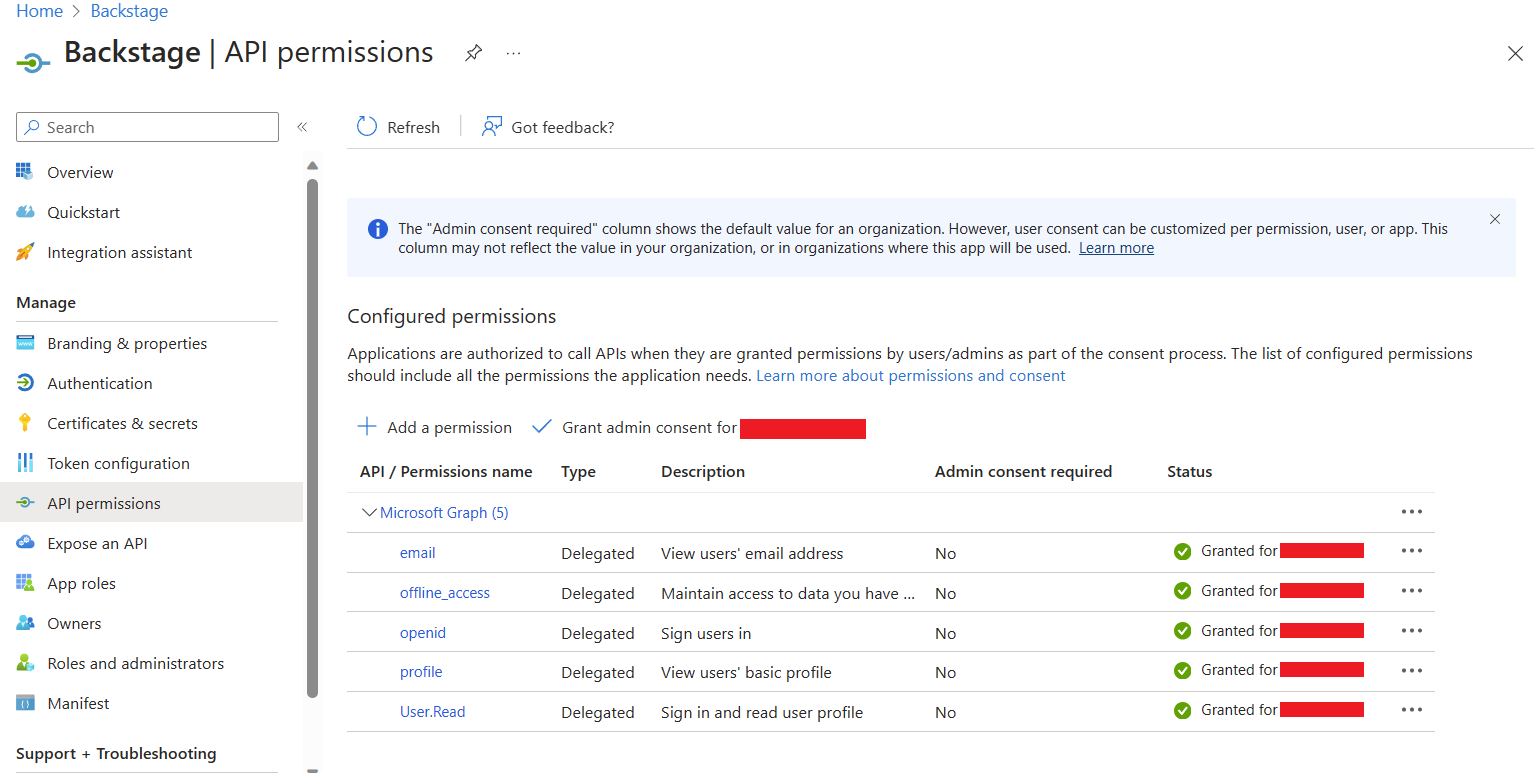 Home > Backstage
Backstage | API permissions
Search
Refresh
Got feedback?
Overview
Quickstart
Integration assistant
Manage
Branding & properties
Authentication
Certificates & secrets
Token configuration
API permissions
Expose an API
App roles
Owners
Roles and administrators
Manifest
Support + Troubleshooting
The "Admin consent required" column shows the default value for an organization. However, user consent can be customized per permission, user, or app. This
column may not reflect the value in your organization, or in organizations where this app will be used. Learn more
Configured permissions
Applications are authorized to call APIs when they are granted permissions by users/admins as part of the consent process. The list of configured permissions
should include all the permissions the application needs. Learn more about permissions and consent
Add a permission Grant admin consent for
API / Permissions name Type Description Admin consent required Status
Microsoft Graph (5)
email Delegated View users' email address No Granted for
offline_access Delegated Maintain access to data you have ... No Granted for
openid Delegated Sign users in No Granted for
profile Delegated View users' basic profile No Granted for
User.Read Delegated Sign in and read user profile No Granted for